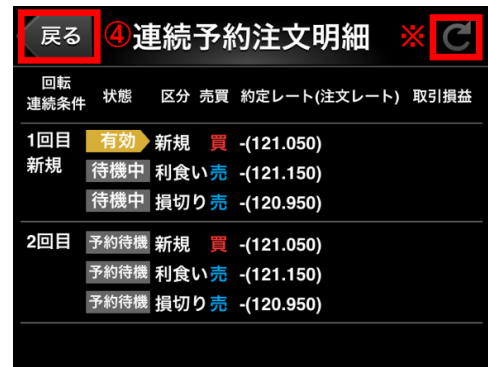 戻る ④連続予約注文明細 ※
回転
連続条件 状態 区分 売買 約定レート(注文レート) 取引損益
1回目 有効 新規 買 -(121.050)
新規 待機中 利食い 売 -(121.150)
待機中 損切り 売 -(120.950)
2回目 予約待機 新規 買 -(121.050)
予約待機 利食い 売 -(121.150)
予約待機 損切り 売 -(120.950)